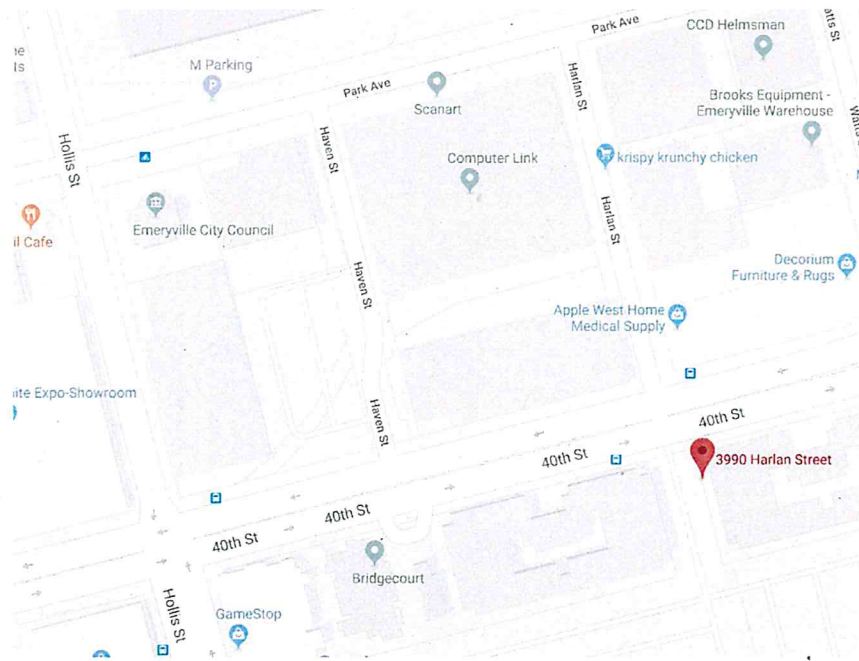 Park Ave
CCD Helmsman
M Parking
Park Ave
Scanart
Harlan St
Brooks Equipment -
Emeryville Warehouse
Hollis St
Haven St
Computer Link
krispy krunchy chicken
Emeryville City Council
Harlan St
il Cafe
Haven St
Decorium
Furniture & Rugs
Apple West Home
Medical Supply
ite Expo-Showroom
Haven St
40th St
40th St
3990 Harlan Street
40th St
40th St
Bridgecourt
Hollis St
GameStop